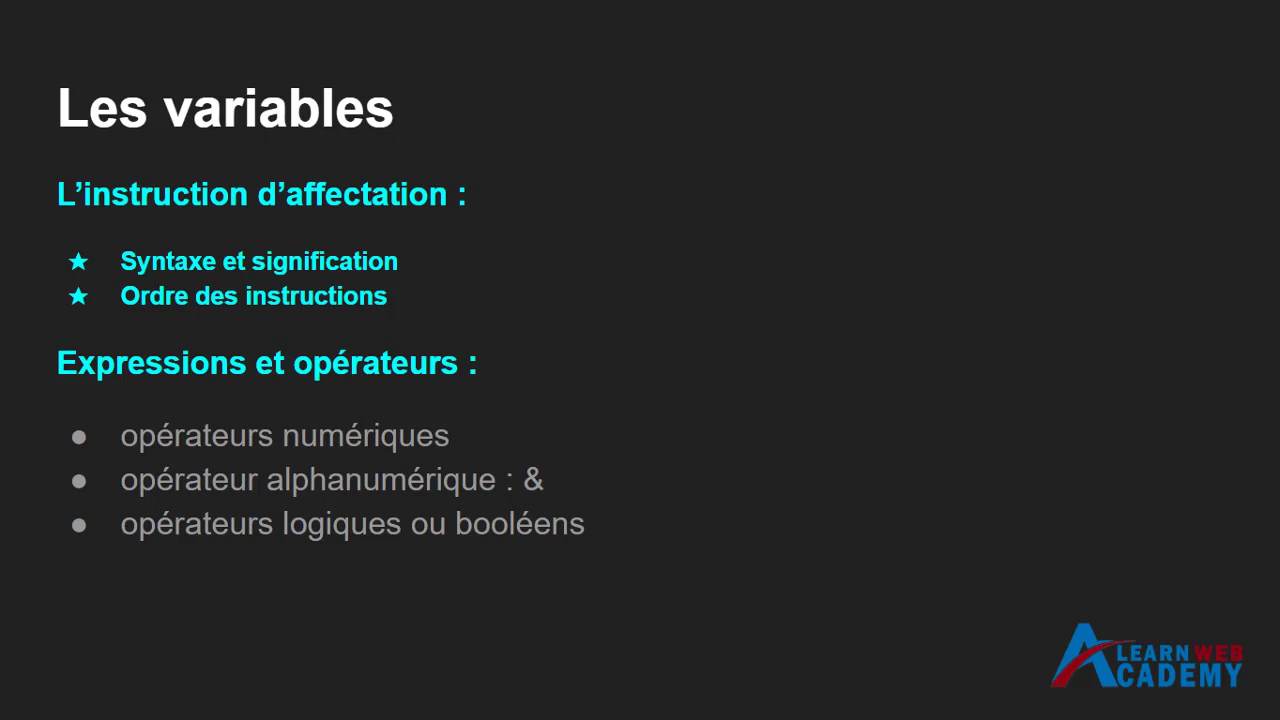 Les variables
L’instruction d’affectation :
★ Syntaxe et signification
★ Ordre des instructions
Expressions et opérateurs :
● opérateurs numériques
● opérateur alphanumérique : &
● opérateurs logiques ou booléens
LEARN WEB
ACADEMY